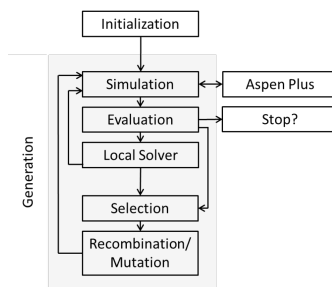 Initialization
Simulation
Aspen Plus
Evaluation
Stop?
Local Solver
Generation
Selection
Recombination/
Mutation